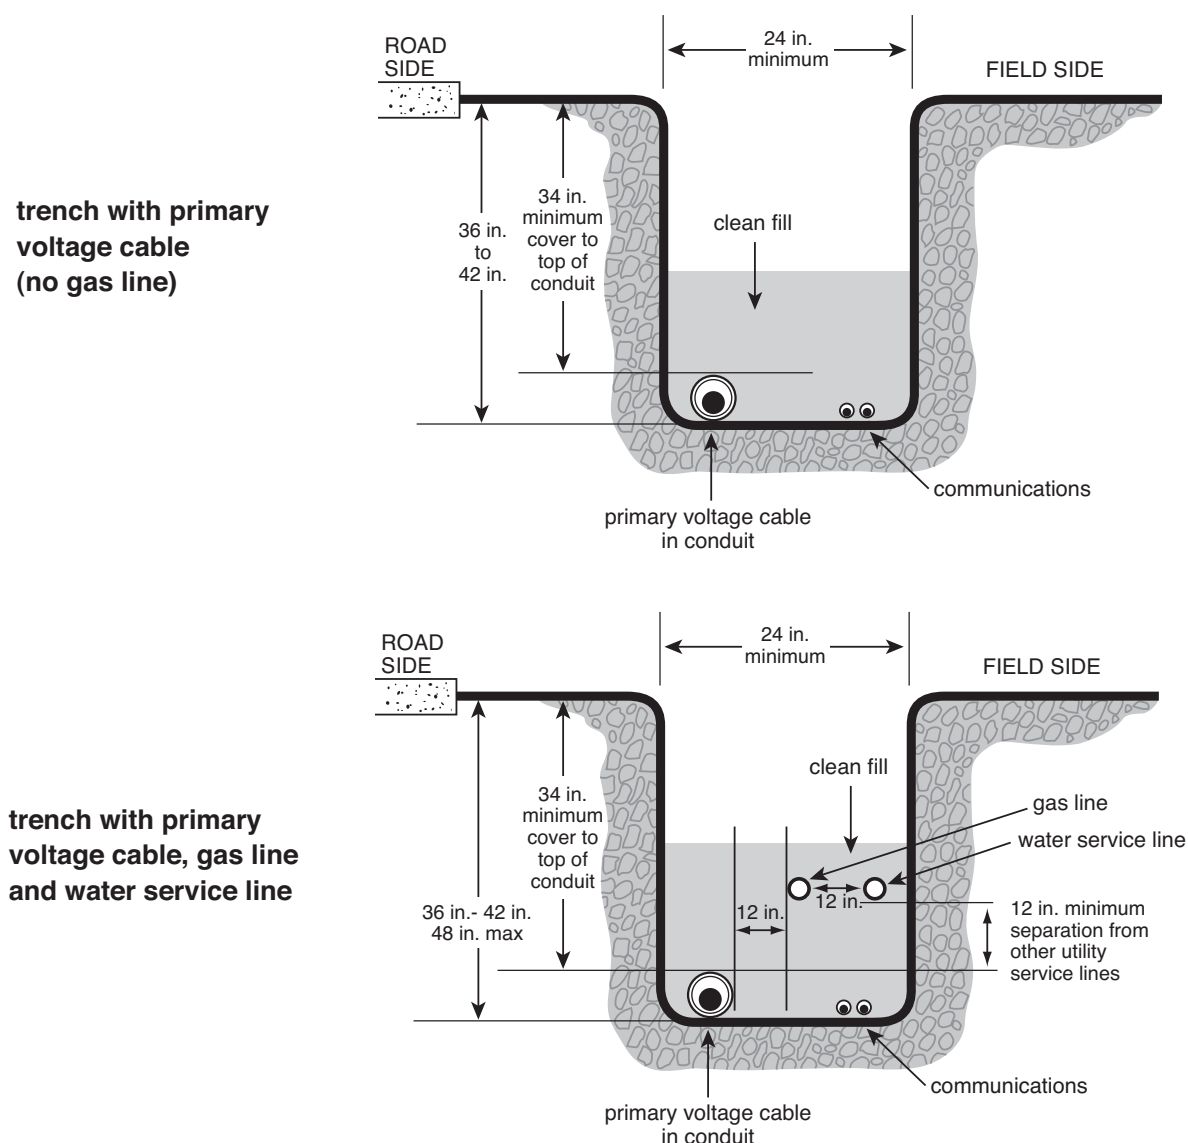 24 in.
minimum
ROAD
SIDE
FIELD SIDE
trench with primary
voltage cable
(no gas line)
36 in.
to
42 in.
34 in.
minimum
cover to
top of
conduit
clean fill
communications
primary voltage cable
in conduit
24 in.
minimum
ROAD
SIDE
FIELD SIDE
trench with primary
voltage cable, gas line
and water service line
36 in.- 42 in.
48 in. max
34 in.
minimum
cover to
top of
conduit
clean fill
gas line
water service line
12 in.
12 in.
12 in. minimum
separation from
other utility
service lines
communications
primary voltage cable
in conduit